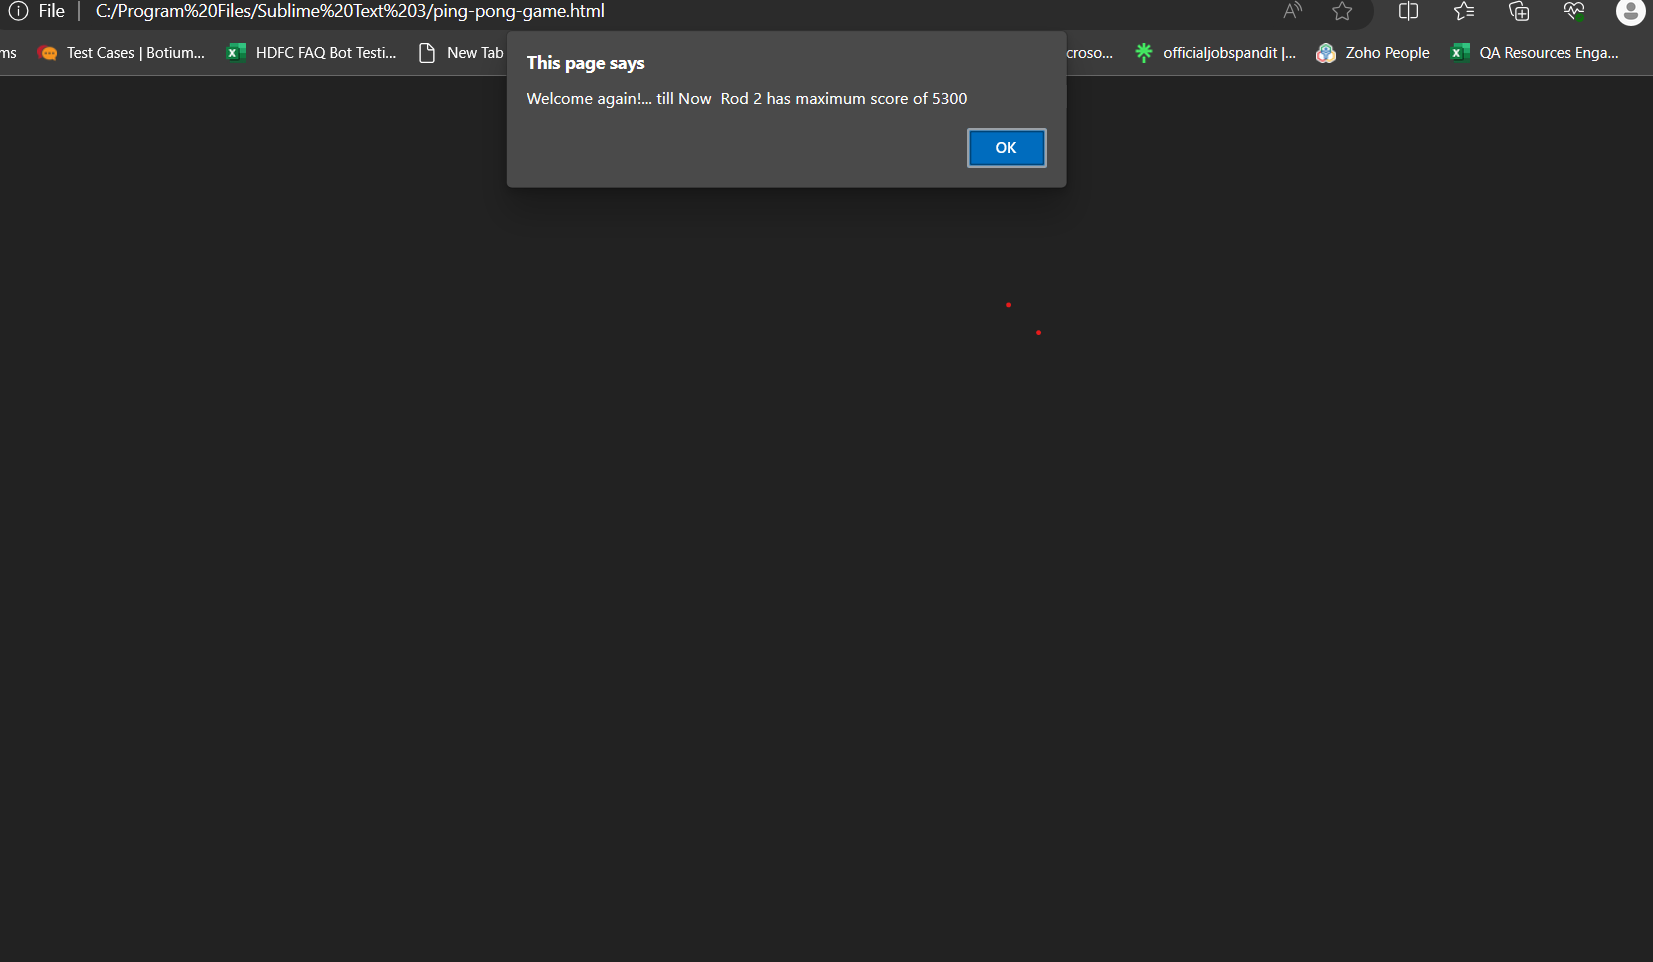 File | C:/Program%20Files/Sublime%20Text%203/ping-pong-game.html
ms Test Cases | Botium... HDFC FAQ Bot Testi... New Tab croso... officialjobspandit |... Zoho People QA Resources Enga...
This page says
Welcome again!... till Now  Rod 2 has maximum score of 5300
OK